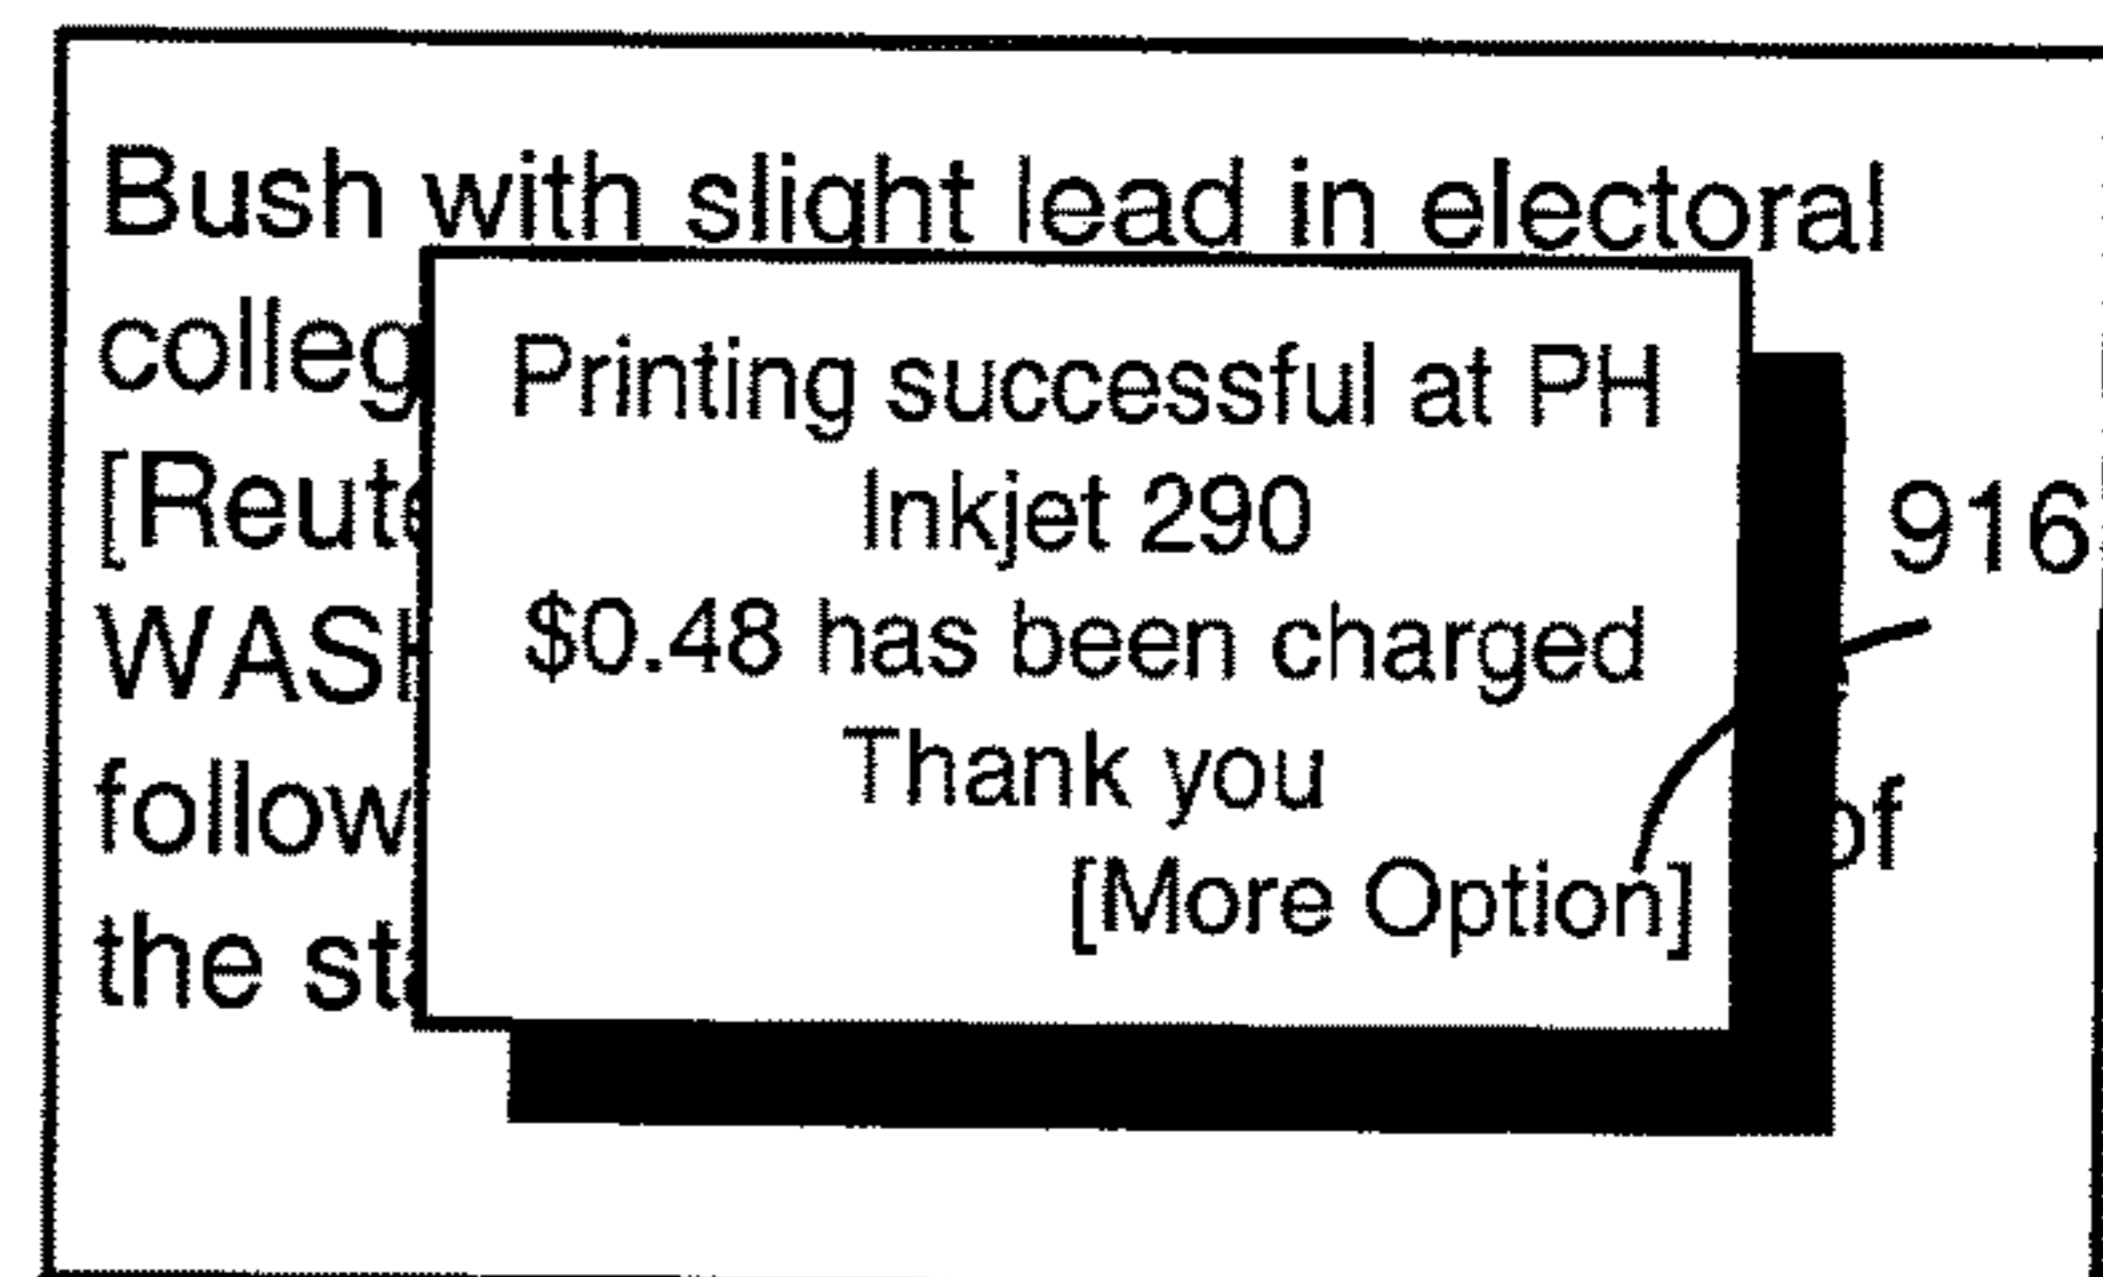 Bush with slight lead in electoral
colleg
[Reute
WASH
follow
the sta
of
Printing successful at PH
Inkjet 290
$0.48 has been charged
Thank you
[More Option]
916